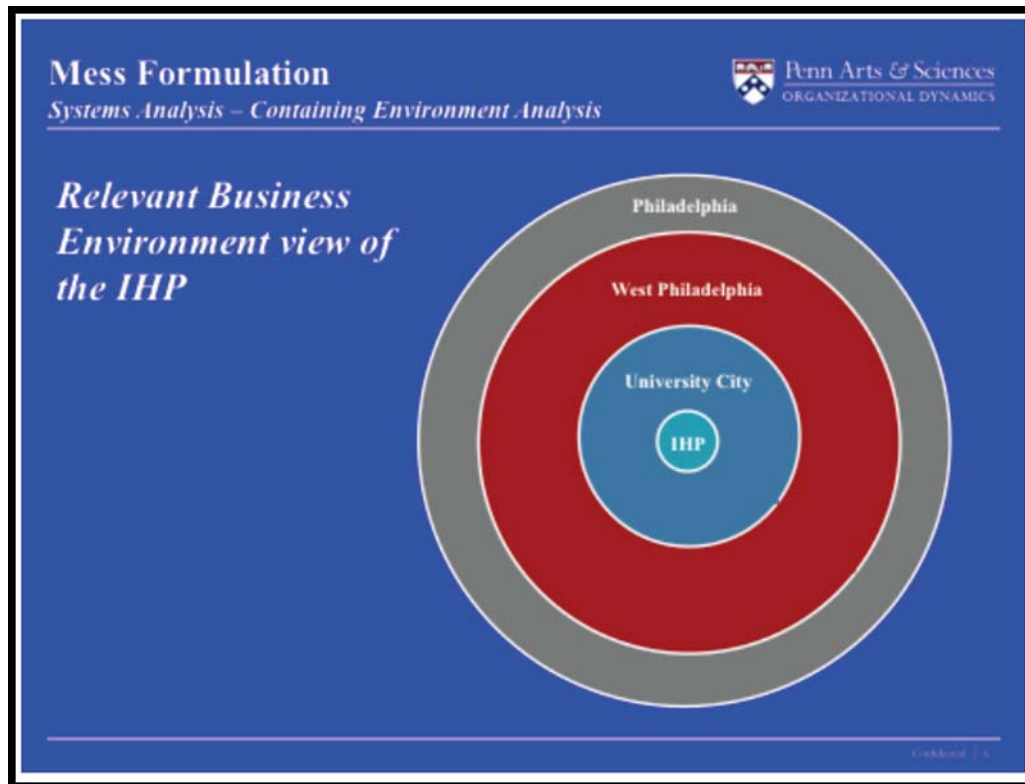 Mess Formulation
Systems Analysis – Containing Environment Analysis
Penn Arts & Sciences
ORGANIZATIONAL DYNAMICS
Relevant Business
Environment view of
the IHP
Philadelphia
West Philadelphia
University City
IHP
Confidential |